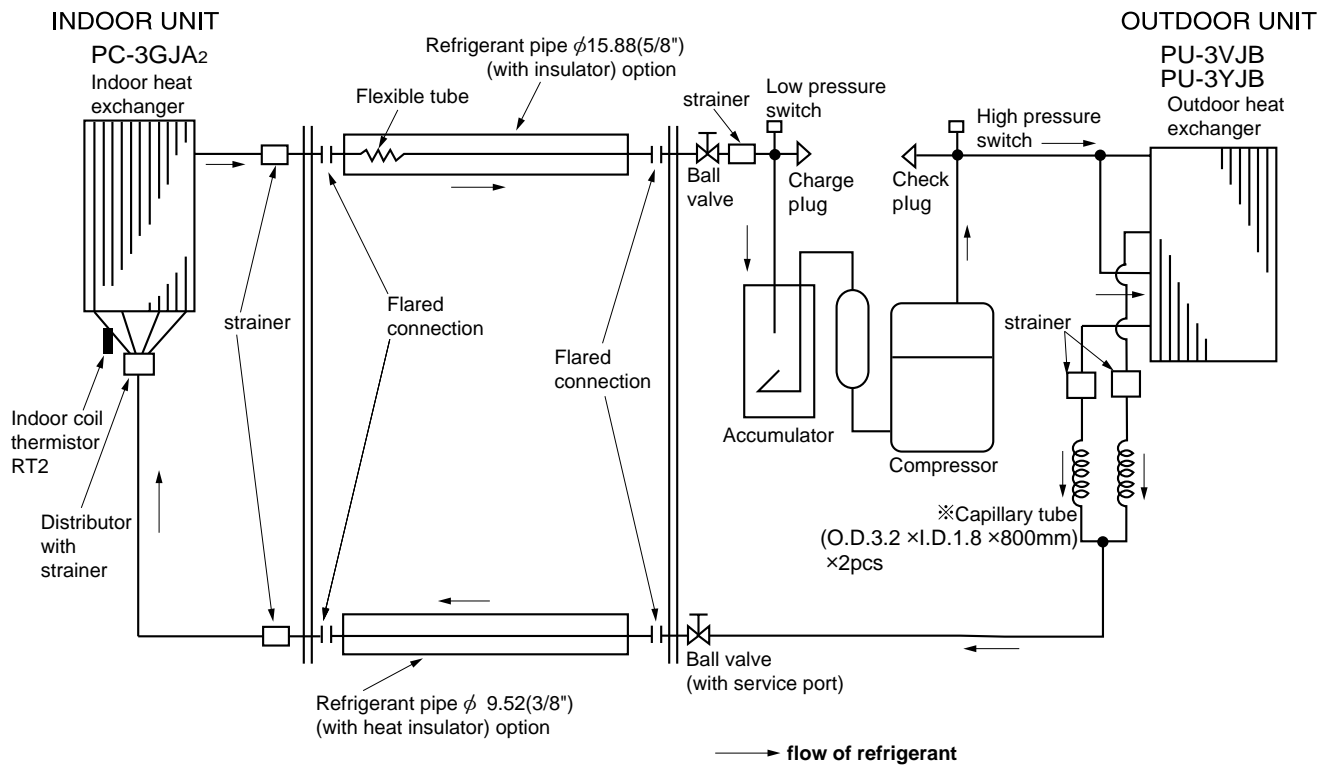 INDOOR UNIT
PC-3GJA2
Indoor heat
exchanger
Refrigerant pipe ϕ15.88(5/8")
(with insulator) option
Flexible tube
strainer
Low pressure
switch
OUTDOOR UNIT
PU-3VJB
PU-3YJB
Outdoor heat
exchanger
High pressure
switch
Ball
valve
Charge
plug
Check
plug
strainer
Flared
connection
Flared
connection
strainer
Indoor coil
thermistor
RT2
Accumulator
Compressor
Distributor
with
strainer
※Capillary tube
(O.D.3.2 ×I.D.1.8 ×800mm)
×2pcs
Ball valve
(with service port)
Refrigerant pipe ϕ 9.52(3/8")
(with heat insulator) option
flow of refrigerant